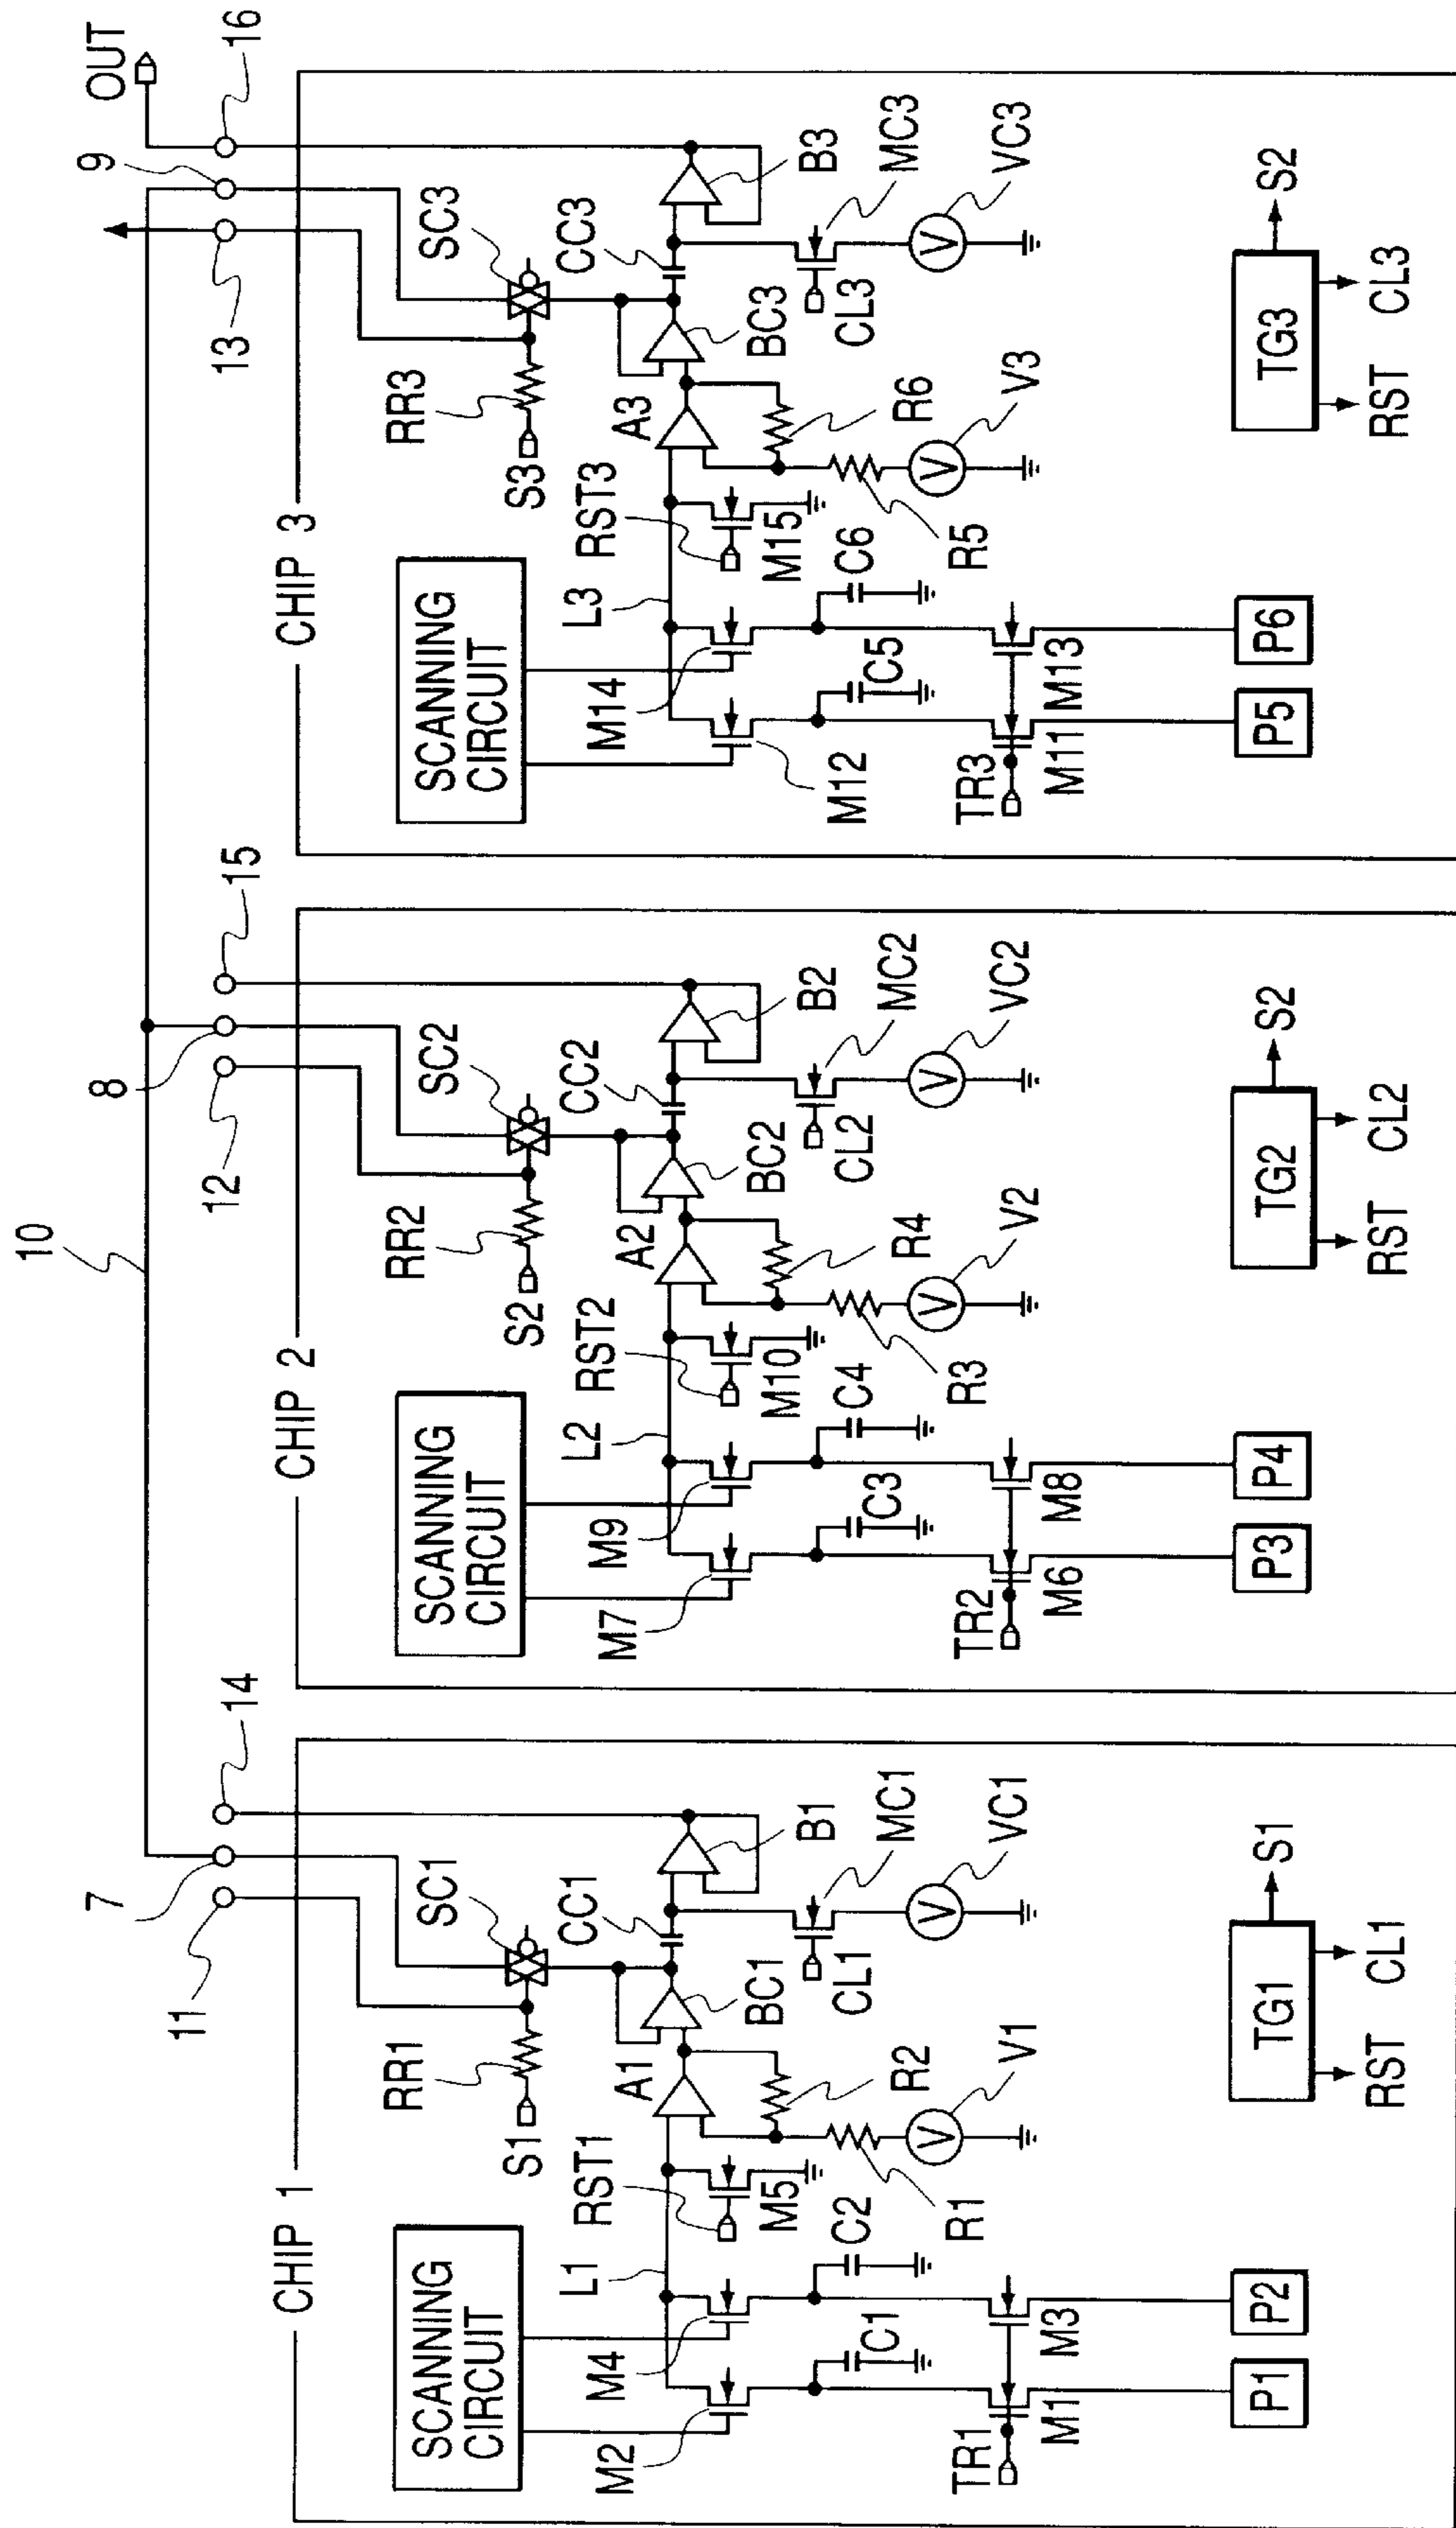 10
OUT
7
8
9
11
14
12
15
13
16
CHIP 1
SCANNING
CIRCUIT
RR1
S1
SC1
L1
RST1
A1
CC1
M2
M4
M5
BC1
B1
C1
C2
CL1
MC1
R1
R2
V
V
V1
VC1
TR1
M1
M3
P1
P2
TG1
S1
RST
CL1
CHIP 2
SCANNING
CIRCUIT
RR2
S2
SC2
L2
RST2
A2
CC2
M7
M9
M10
BC2
B2
C3
C4
CL2
MC2
R3
R4
V
V
V2
VC2
TR2
M6
M8
P3
P4
TG2
S2
RST
CL2
CHIP 3
SCANNING
CIRCUIT
RR3
S3
SC3
L3
RST3
A3
CC3
M12
M14
M15
BC3
B3
C5
C6
CL3
MC3
R5
R6
V
V
V3
VC3
TR3
M11
M13
P5
P6
TG3
S2
RST
CL3